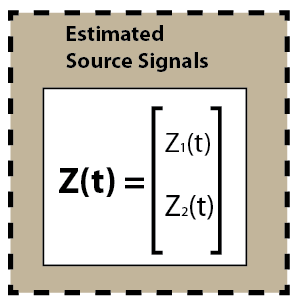 Estimated
Source Signals
Z₁(t)
Z(t) =
Z₂(t)